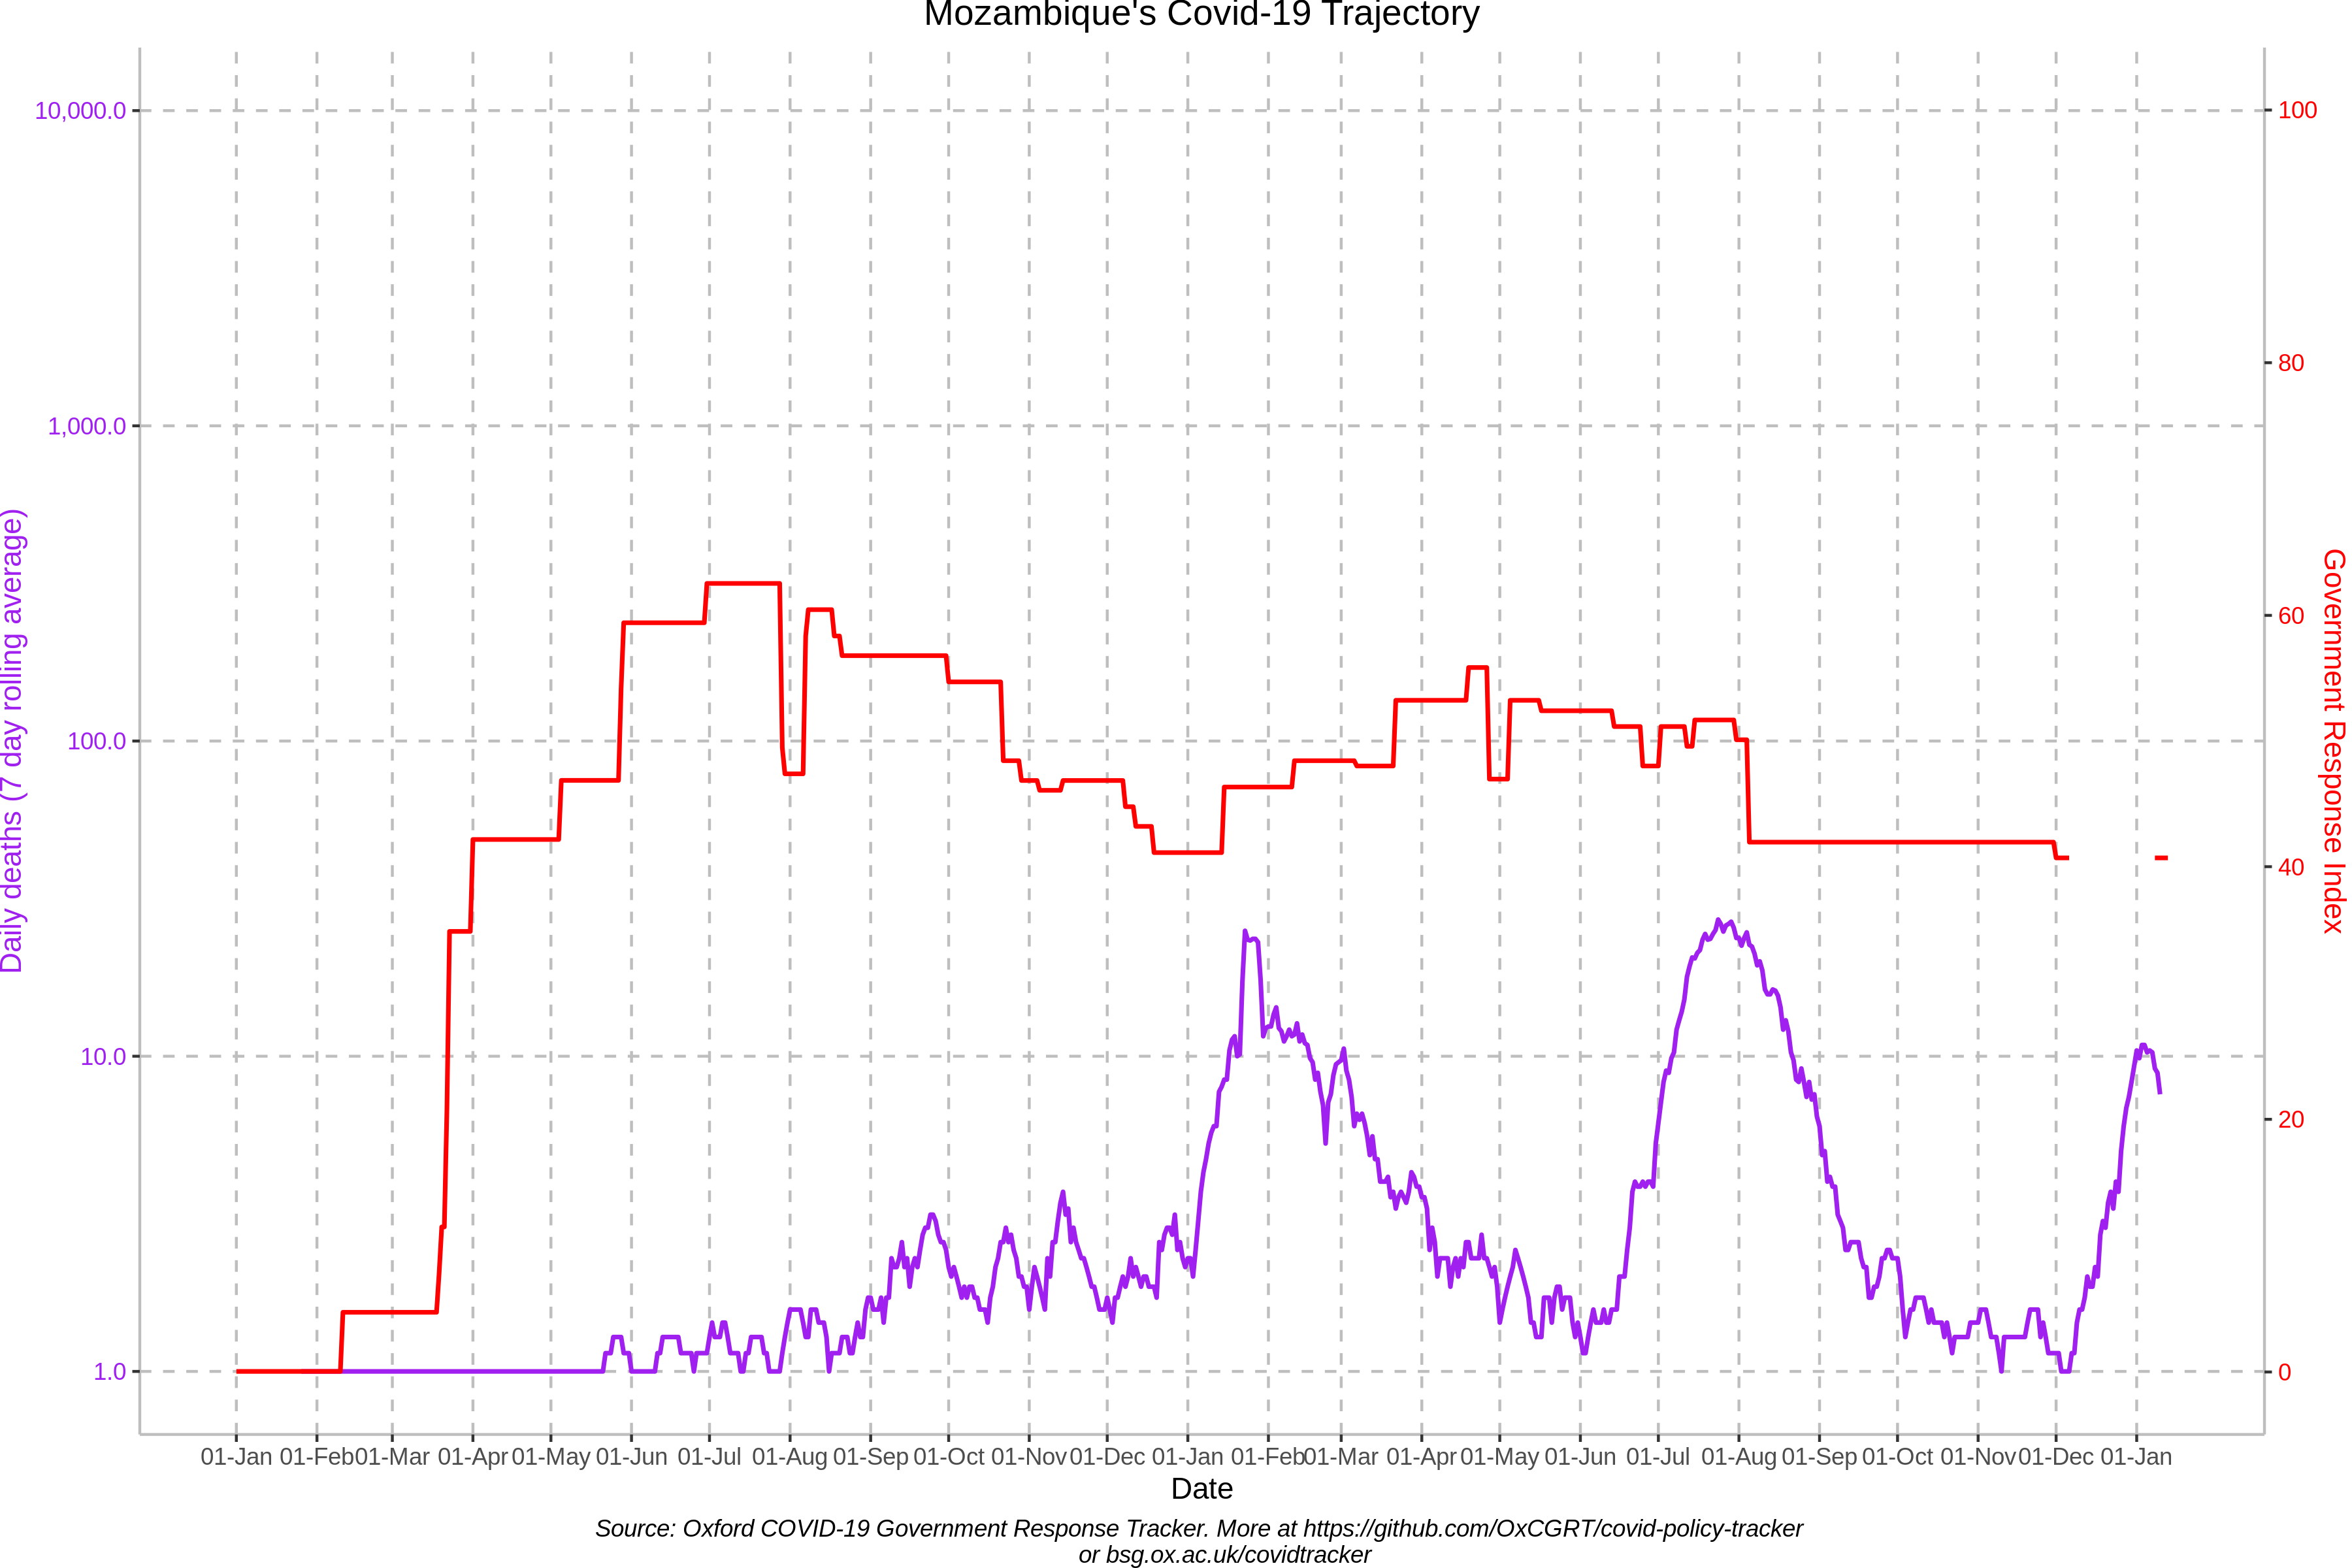 Mozambique's Covid-19 Trajectory
10,000.0
1,000.0
100.0
10.0
1.0
Daily deaths (7 day rolling average)
100
80
60
40
20
0
Government Response Index
01-Jan 01-Feb 01-Mar 01-Apr 01-May 01-Jun 01-Jul 01-Aug 01-Sep 01-Oct 01-Nov 01-Dec 01-Jan 01-Feb 01-Mar 01-Apr 01-May 01-Jun 01-Jul 01-Aug 01-Sep 01-Oct 01-Nov 01-Dec 01-Jan
Date
Source: Oxford COVID-19 Government Response Tracker. More at https://github.com/OxCGRT/covid-policy-tracker
or bsg.ox.ac.uk/covidtracker